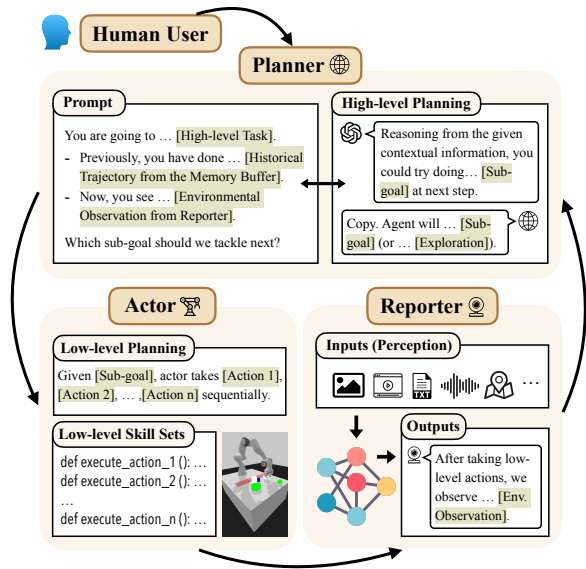 Human User
Planner
Prompt
You are going to … [High-level Task].
- Previously, you have done … [Historical
Trajectory from the Memory Buffer].
- Now, you see … [Environmental
Observation from Reporter].
Which sub-goal should we tackle next?
High-level Planning
Reasoning from the given
contextual information, you
could try doing… [Sub-
goal] at next step.
Copy. Agent will … [Sub-
goal] (or … [Exploration]).
Actor
Low-level Planning
Given [Sub-goal], actor takes [Action 1],
[Action 2], … ,[Action n] sequentially.
Low-level Skill Sets
def execute_action_1 (): …
def execute_action_2 (): …
…
def execute_action_n (): …
Reporter
Inputs (Perception)
TXT
…
Outputs
After taking low-
level actions, we
observe … [Env.
Observation].